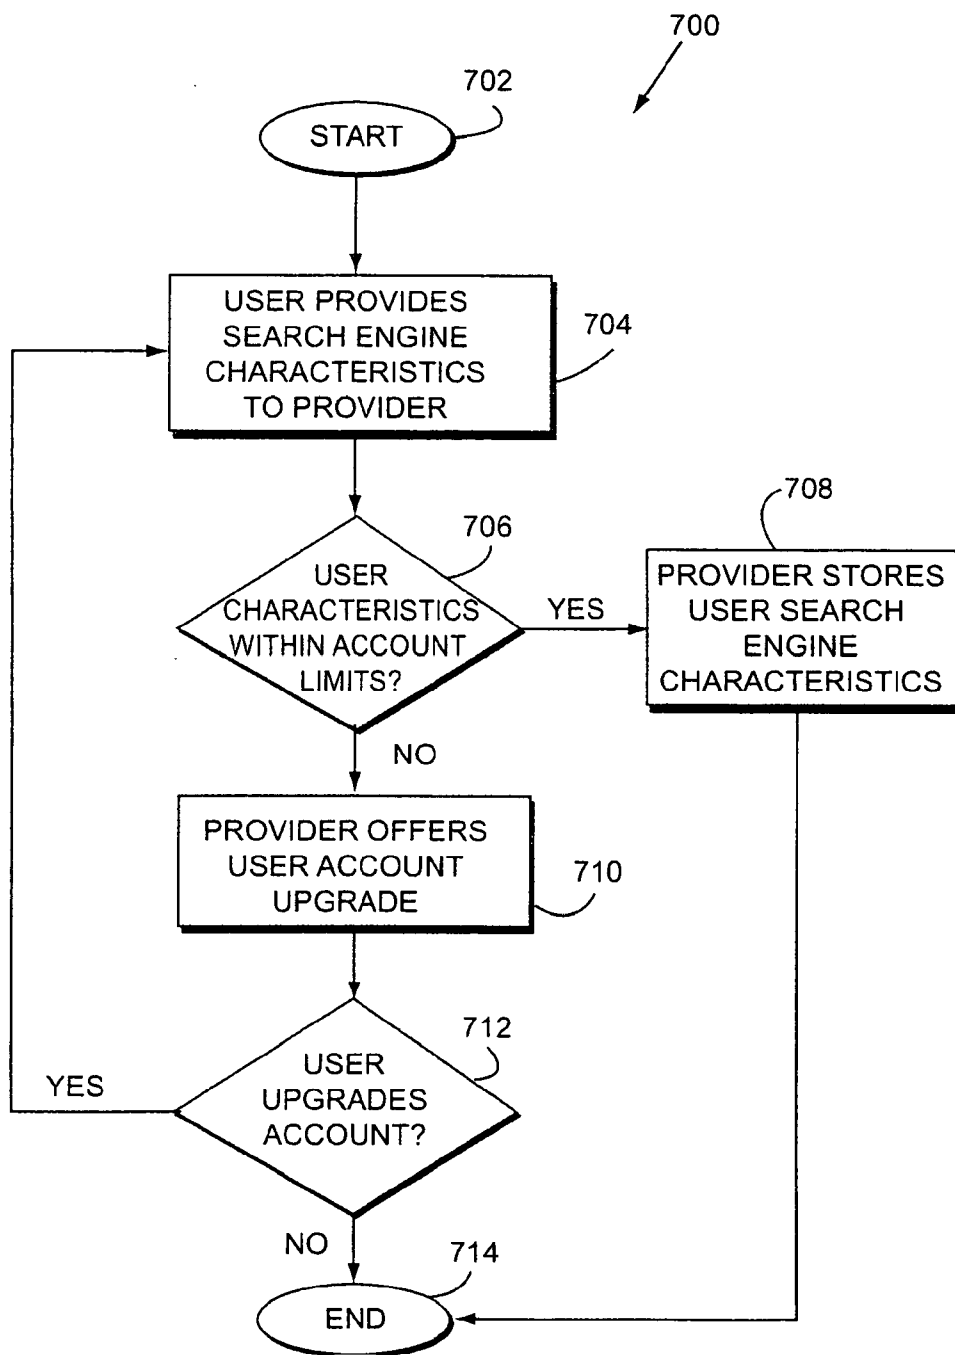 700
702
START
USER PROVIDES
SEARCH ENGINE
CHARACTERISTICS
TO PROVIDER
704
706
USER
CHARACTERISTICS
WITHIN ACCOUNT
LIMITS?
YES
708
PROVIDER STORES
USER SEARCH
ENGINE
CHARACTERISTICS
NO
PROVIDER OFFERS
USER ACCOUNT
UPGRADE
710
712
USER
UPGRADES
ACCOUNT?
YES
NO
714
END